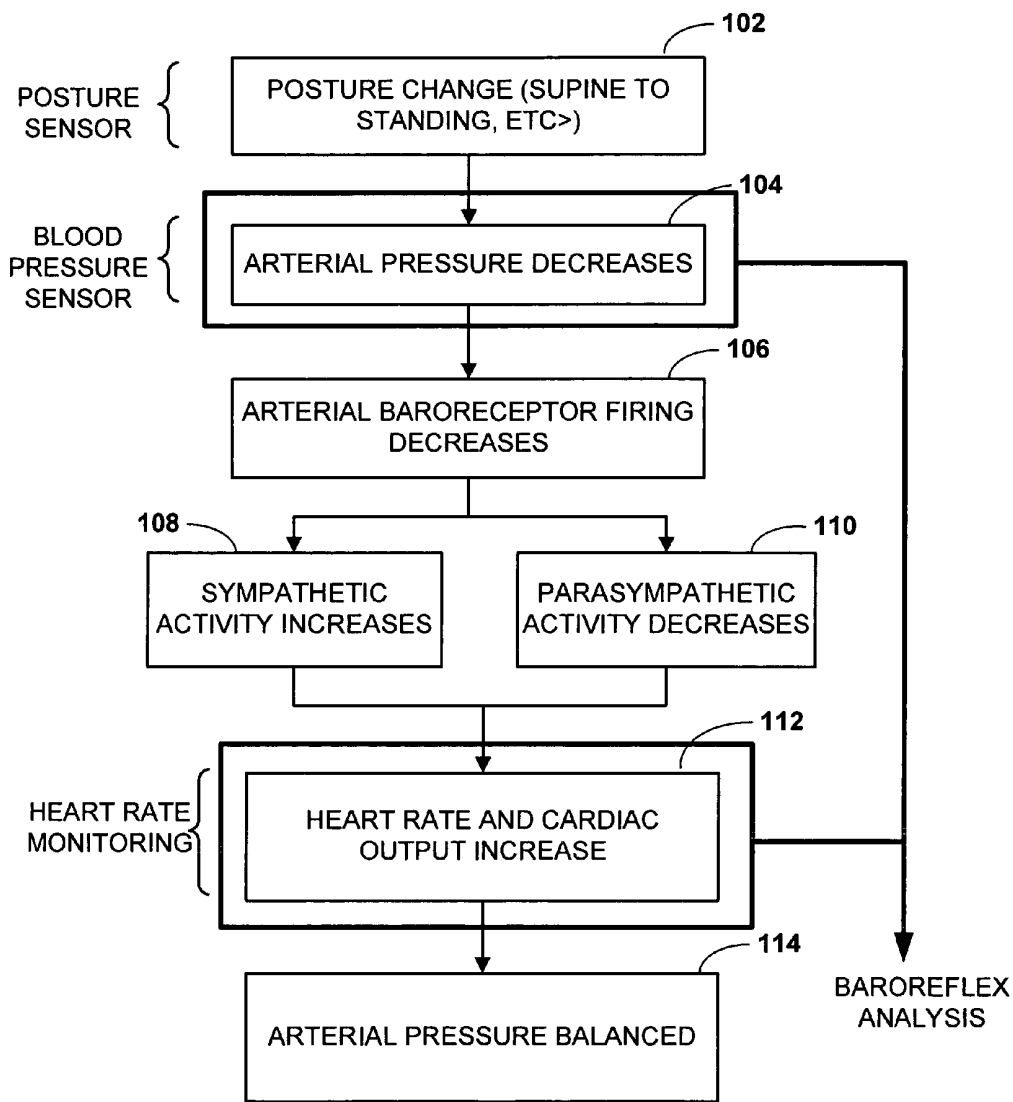 102
POSTURE
SENSOR
POSTURE CHANGE (SUPINE TO
STANDING, ETC>)
104
BLOOD
PRESSURE
SENSOR
ARTERIAL PRESSURE DECREASES
106
ARTERIAL BARORECEPTOR FIRING
DECREASES
108
SYMPATHETIC
ACTIVITY INCREASES
110
PARASYMPATHETIC
ACTIVITY DECREASES
112
HEART RATE
MONITORING
HEART RATE AND CARDIAC
OUTPUT INCREASE
114
ARTERIAL PRESSURE BALANCED
BAROREFLEX
ANALYSIS